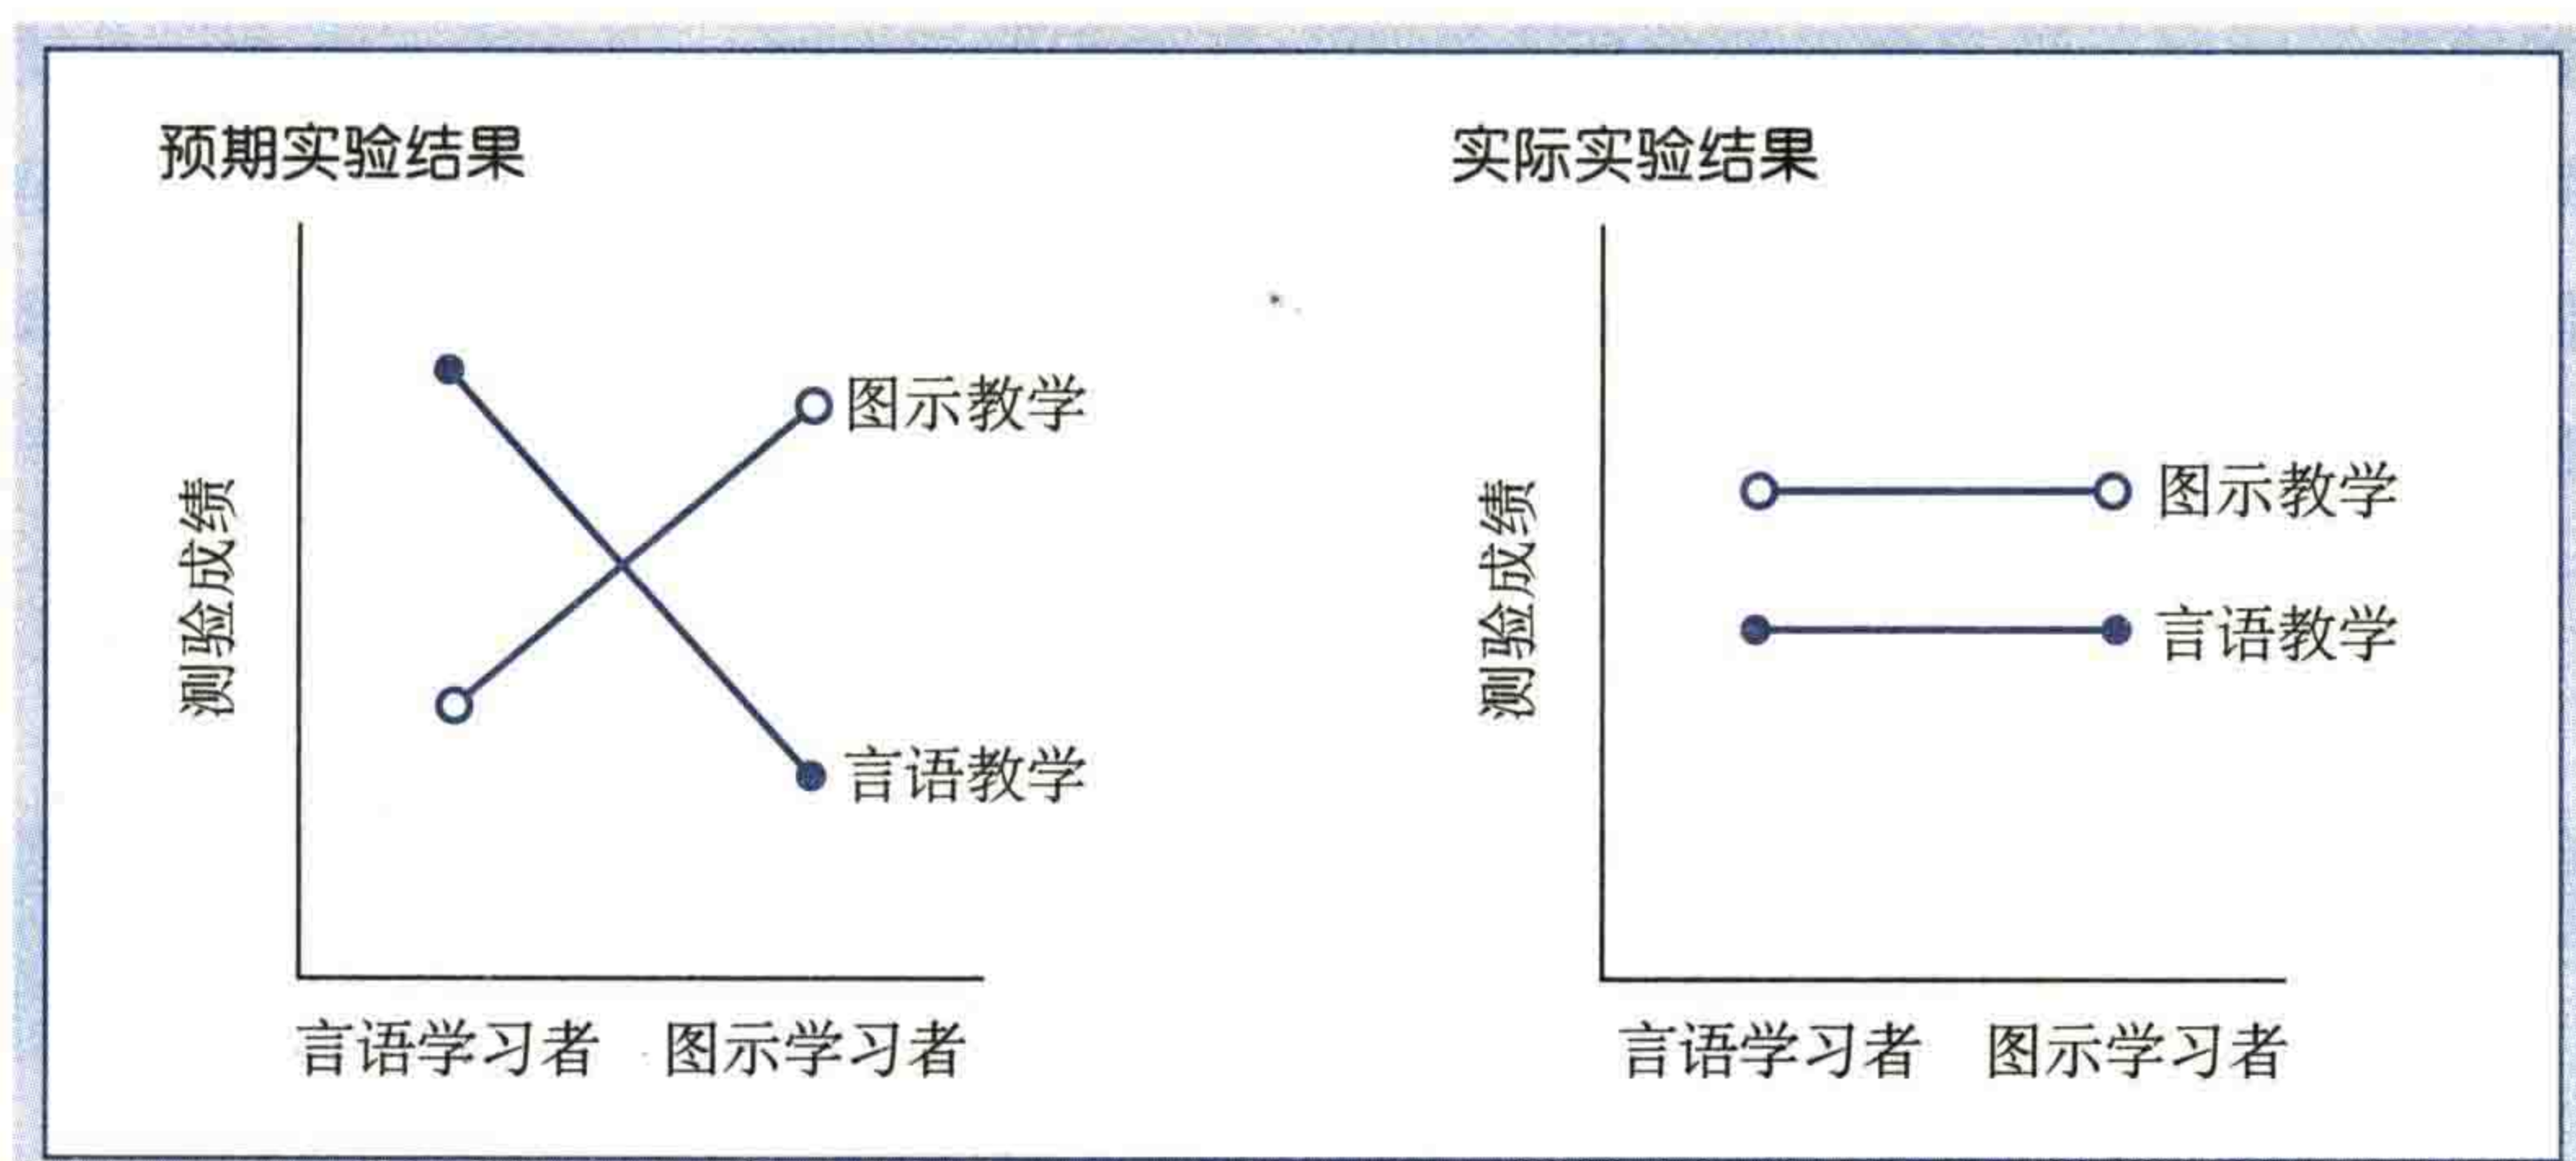 预期实验结果
测验成绩
图示教学
言语教学
言语学习者 图示学习者
实际实验结果
测验成绩
图示教学
言语教学
言语学习者 图示学习者